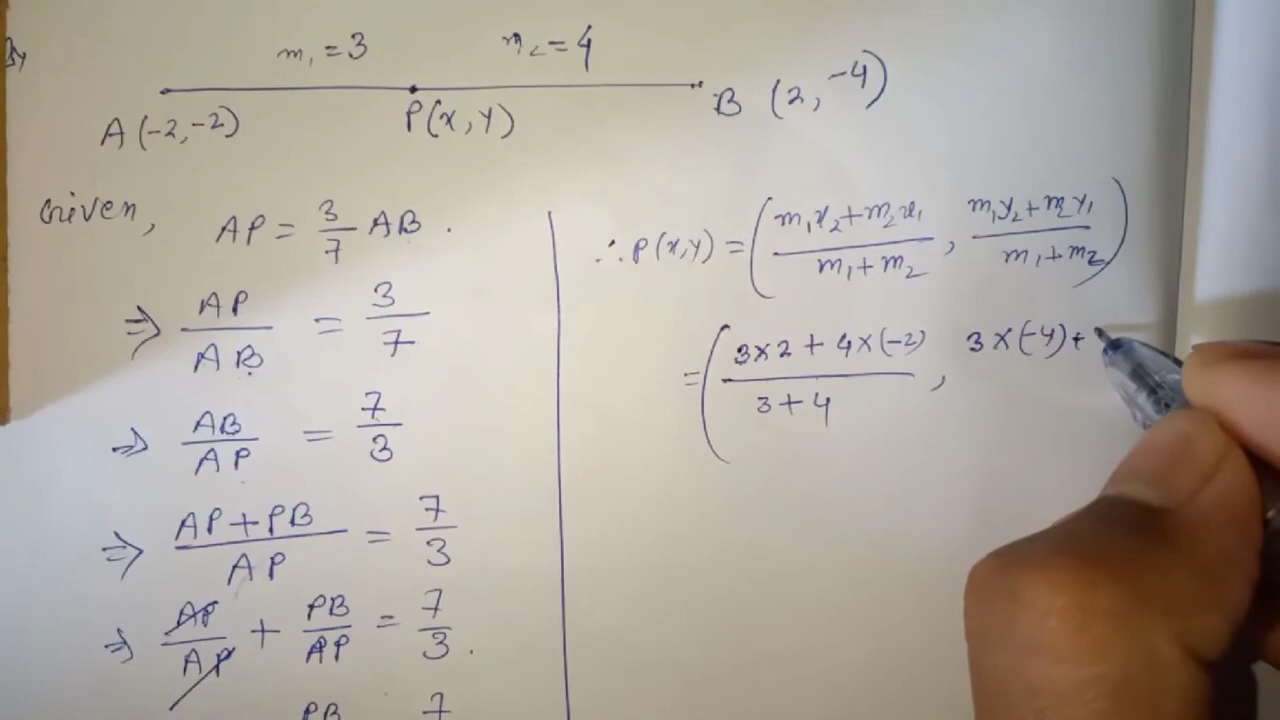 m₁ = 3 m₂ = 4
A (-2, -2) P(x, y) B (2, -4)
Given, AP = 3/7 AB.
⇒ AP/AB = 3/7
⇒ AB/AP = 7/3
⇒ (AP + PB)/AP = 7/3
⇒ AP/AP + PB/AP = 7/3.
PB 7
∴ P(x, y) = ((m₁x₂ + m₂x₁)/(m₁ + m₂), (m₁y₂ + m₂y₁)/(m₁ + m₂))
= ((3×2 + 4×(-2))/(3+4), 3×(-4) +